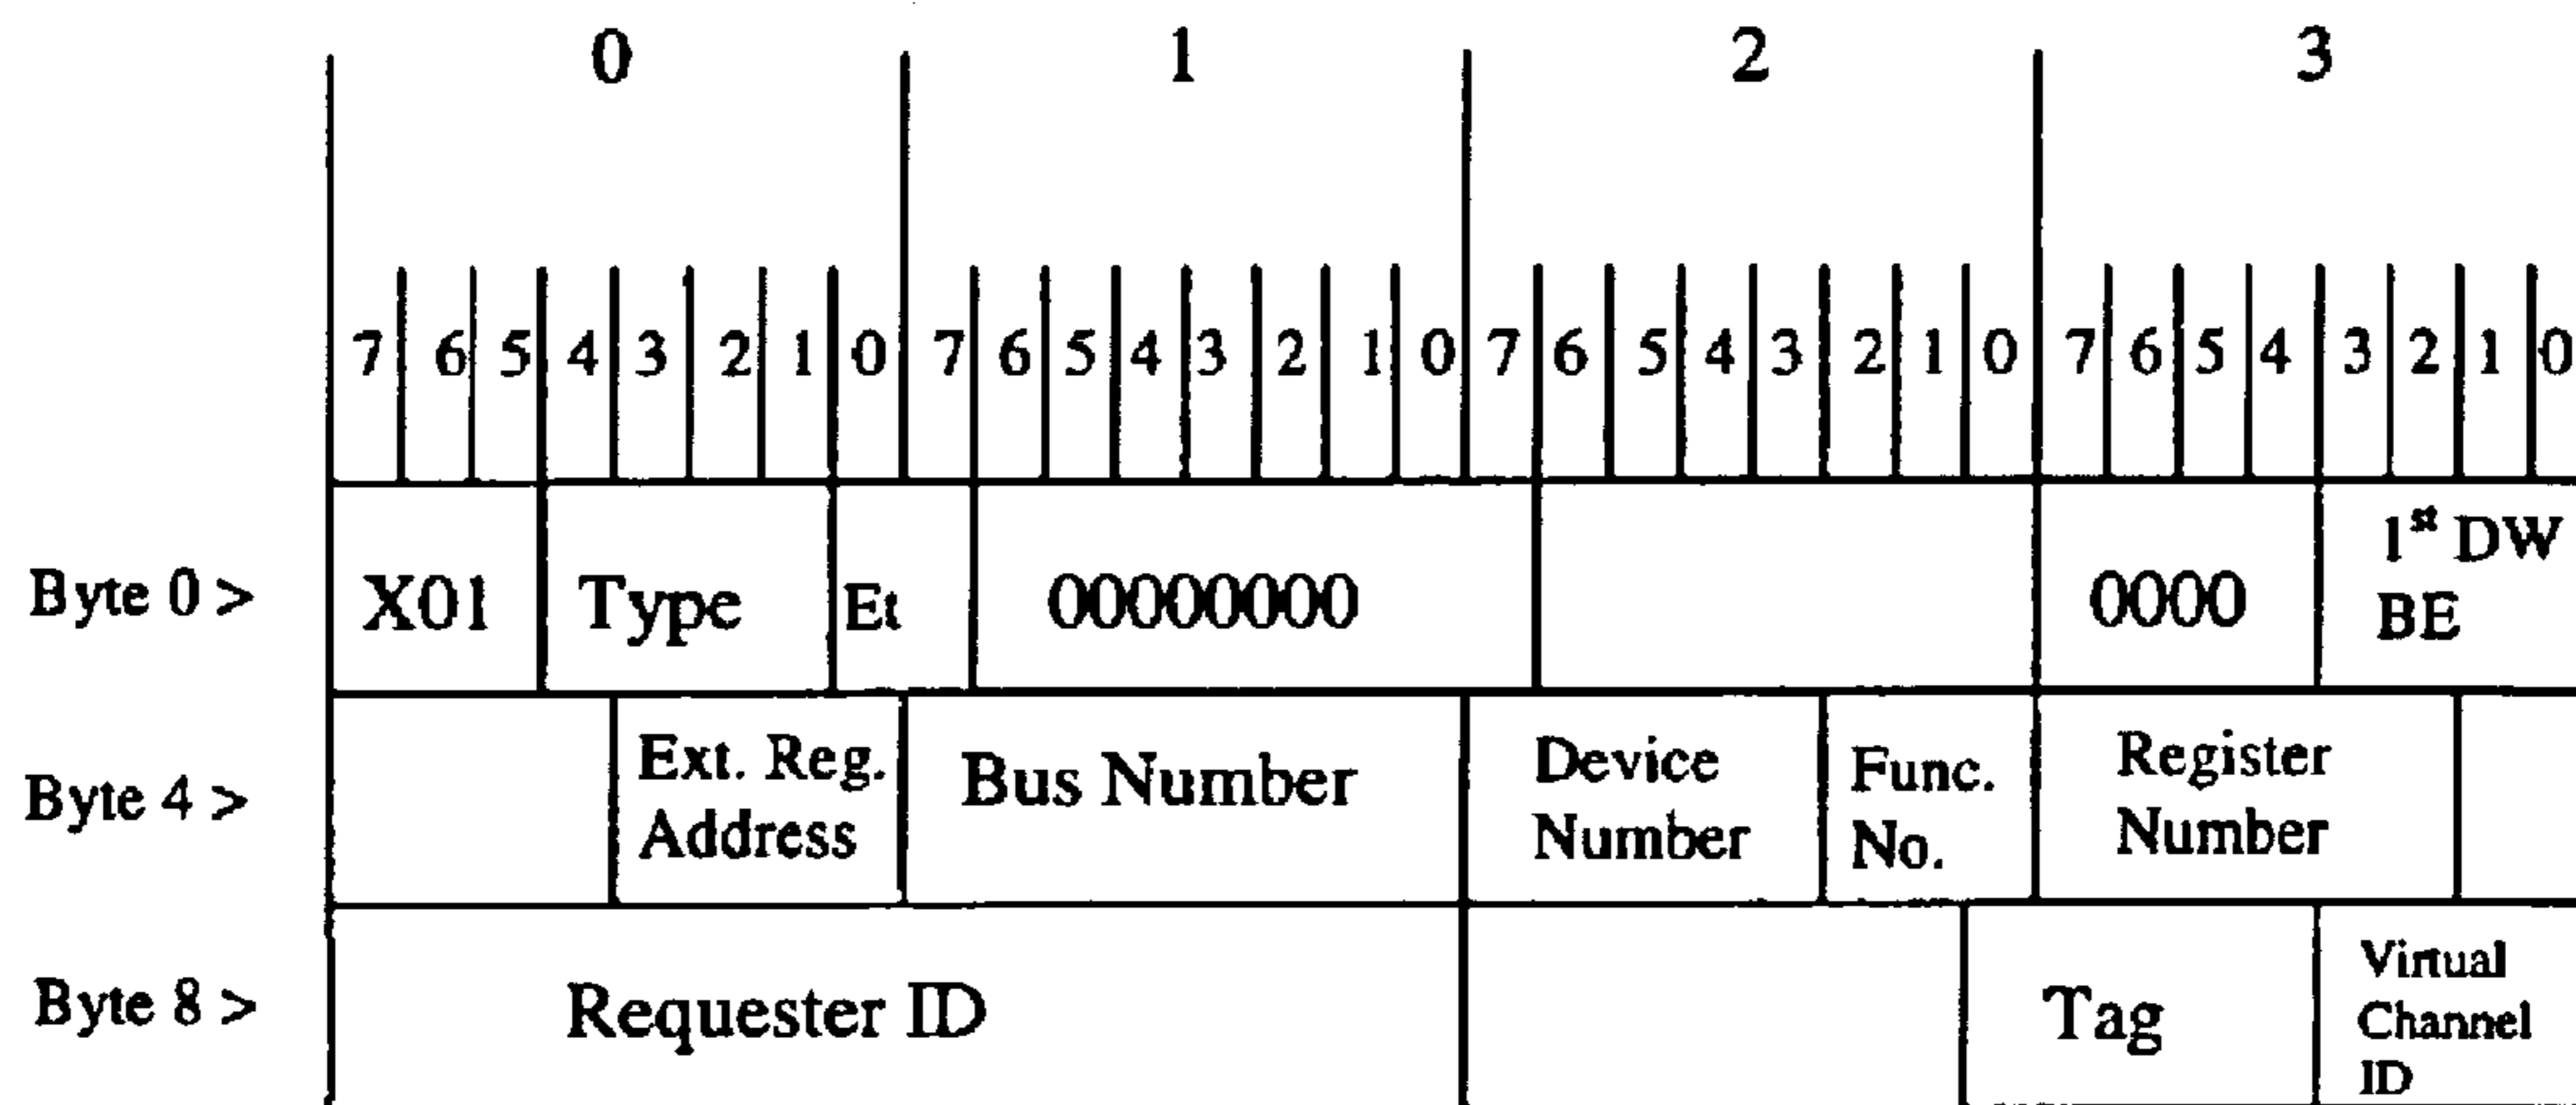 0 1 2 3
7 6 5 4 3 2 1 0 7 6 5 4 3 2 1 0 7 6 5 4 3 2 1 0 7 6 5 4 3 2 1 0
Byte 0 > X01 Type Et 00000000 0000 1st DW
BE
Byte 4 > Ext. Reg.
Address
Bus Number
Device
Number
Func.
No.
Register
Number
Byte 8 > Requester ID Tag Virtual
Channel
ID